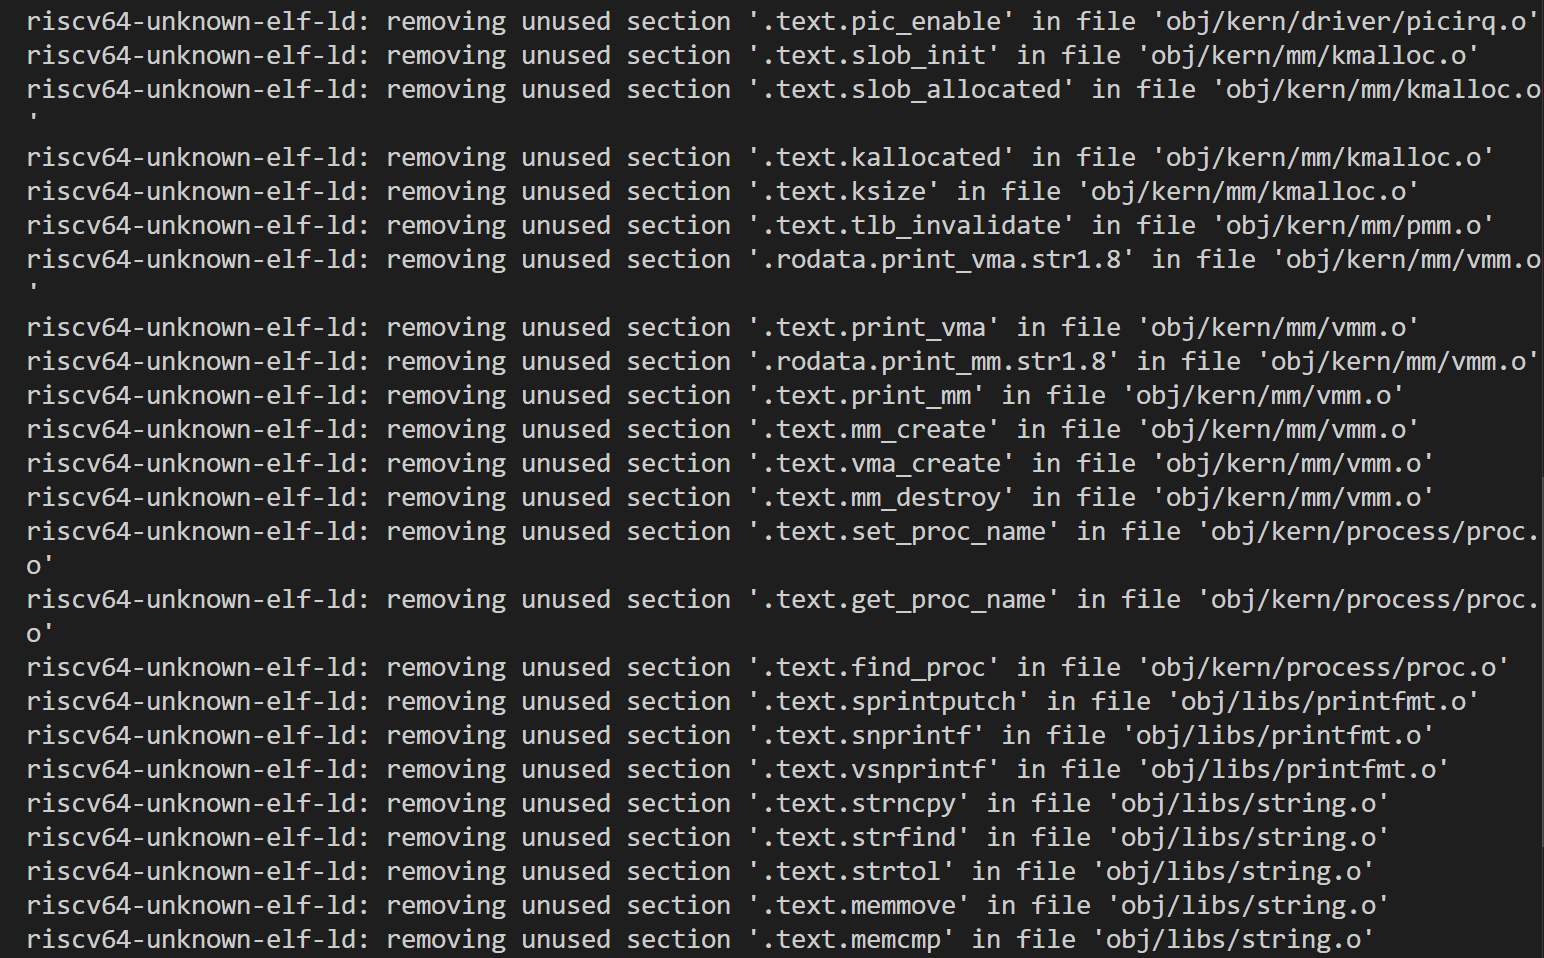 riscv64-unknown-elf-ld: removing unused section '.text.pic_enable' in file 'obj/kern/driver/picirq.o'
riscv64-unknown-elf-ld: removing unused section '.text.slob_init' in file 'obj/kern/mm/kmalloc.o'
riscv64-unknown-elf-ld: removing unused section '.text.slob_allocated' in file 'obj/kern/mm/kmalloc.o
'
riscv64-unknown-elf-ld: removing unused section '.text.kallocated' in file 'obj/kern/mm/kmalloc.o'
riscv64-unknown-elf-ld: removing unused section '.text.ksize' in file 'obj/kern/mm/kmalloc.o'
riscv64-unknown-elf-ld: removing unused section '.text.tlb_invalidate' in file 'obj/kern/mm/pmm.o'
riscv64-unknown-elf-ld: removing unused section '.rodata.print_vma.str1.8' in file 'obj/kern/mm/vmm.o
'
riscv64-unknown-elf-ld: removing unused section '.text.print_vma' in file 'obj/kern/mm/vmm.o'
riscv64-unknown-elf-ld: removing unused section '.rodata.print_mm.str1.8' in file 'obj/kern/mm/vmm.o'
riscv64-unknown-elf-ld: removing unused section '.text.print_mm' in file 'obj/kern/mm/vmm.o'
riscv64-unknown-elf-ld: removing unused section '.text.mm_create' in file 'obj/kern/mm/vmm.o'
riscv64-unknown-elf-ld: removing unused section '.text.vma_create' in file 'obj/kern/mm/vmm.o'
riscv64-unknown-elf-ld: removing unused section '.text.mm_destroy' in file 'obj/kern/mm/vmm.o'
riscv64-unknown-elf-ld: removing unused section '.text.set_proc_name' in file 'obj/kern/process/proc.
o'
riscv64-unknown-elf-ld: removing unused section '.text.get_proc_name' in file 'obj/kern/process/proc.
o'
riscv64-unknown-elf-ld: removing unused section '.text.find_proc' in file 'obj/kern/process/proc.o'
riscv64-unknown-elf-ld: removing unused section '.text.sprintputch' in file 'obj/libs/printfmt.o'
riscv64-unknown-elf-ld: removing unused section '.text.snprintf' in file 'obj/libs/printfmt.o'
riscv64-unknown-elf-ld: removing unused section '.text.vsnprintf' in file 'obj/libs/printfmt.o'
riscv64-unknown-elf-ld: removing unused section '.text.strncpy' in file 'obj/libs/string.o'
riscv64-unknown-elf-ld: removing unused section '.text.strfind' in file 'obj/libs/string.o'
riscv64-unknown-elf-ld: removing unused section '.text.strtol' in file 'obj/libs/string.o'
riscv64-unknown-elf-ld: removing unused section '.text.memmove' in file 'obj/libs/string.o'
riscv64-unknown-elf-ld: removing unused section '.text.memcmp' in file 'obj/libs/string.o'